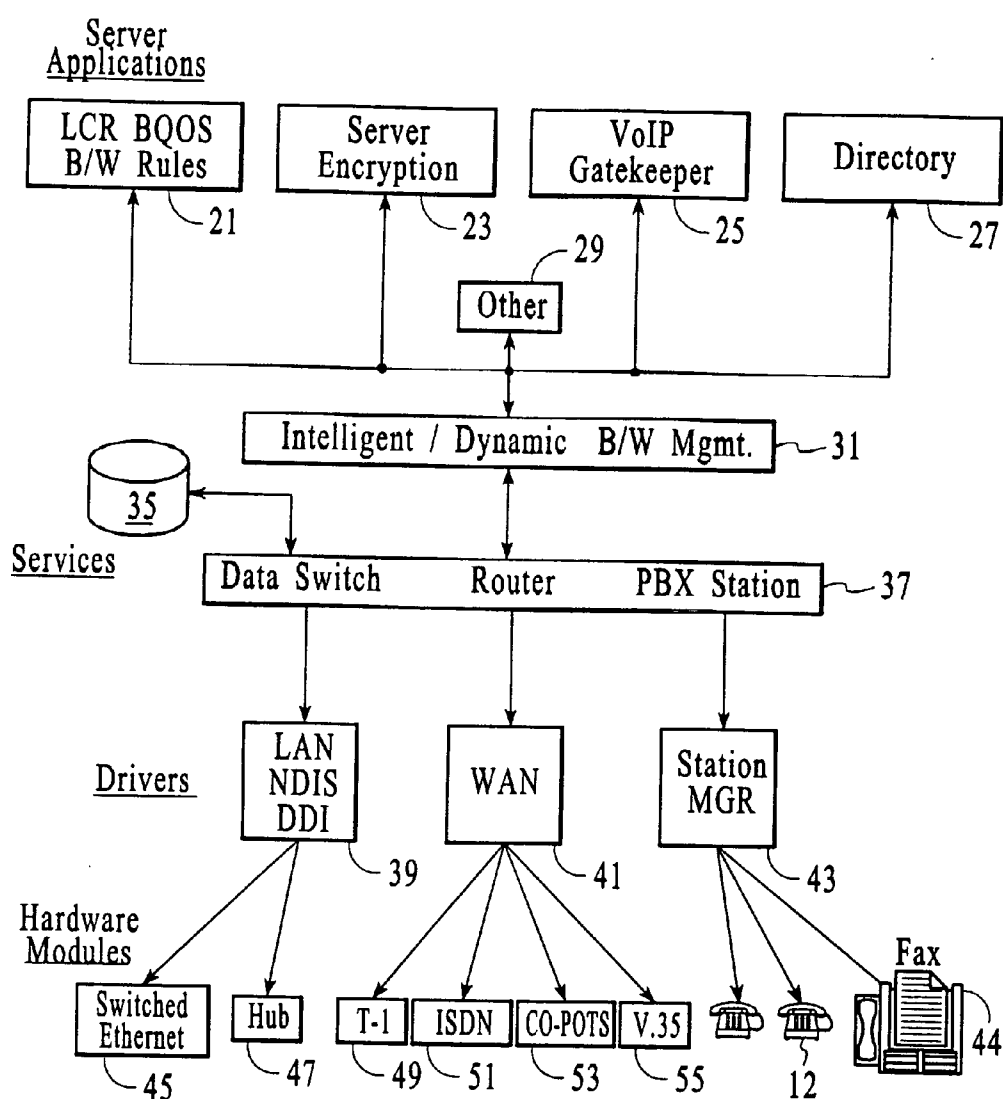 Server
Applications
LCR BQOS
B/W Rules
Server
Encryption
VoIP
Gatekeeper
Directory
21
23
25
27
29
Other
Intelligent / Dynamic B/W Mgmt.
31
35
Services
Data Switch Router PBX Station
37
Drivers
LAN
NDIS
DDI
WAN
Station
MGR
39
41
43
Hardware
Modules
Fax
Switched
Ethernet
Hub
T-1
ISDN
CO-POTS
V.35
45
47
49
51
53
55
12
44